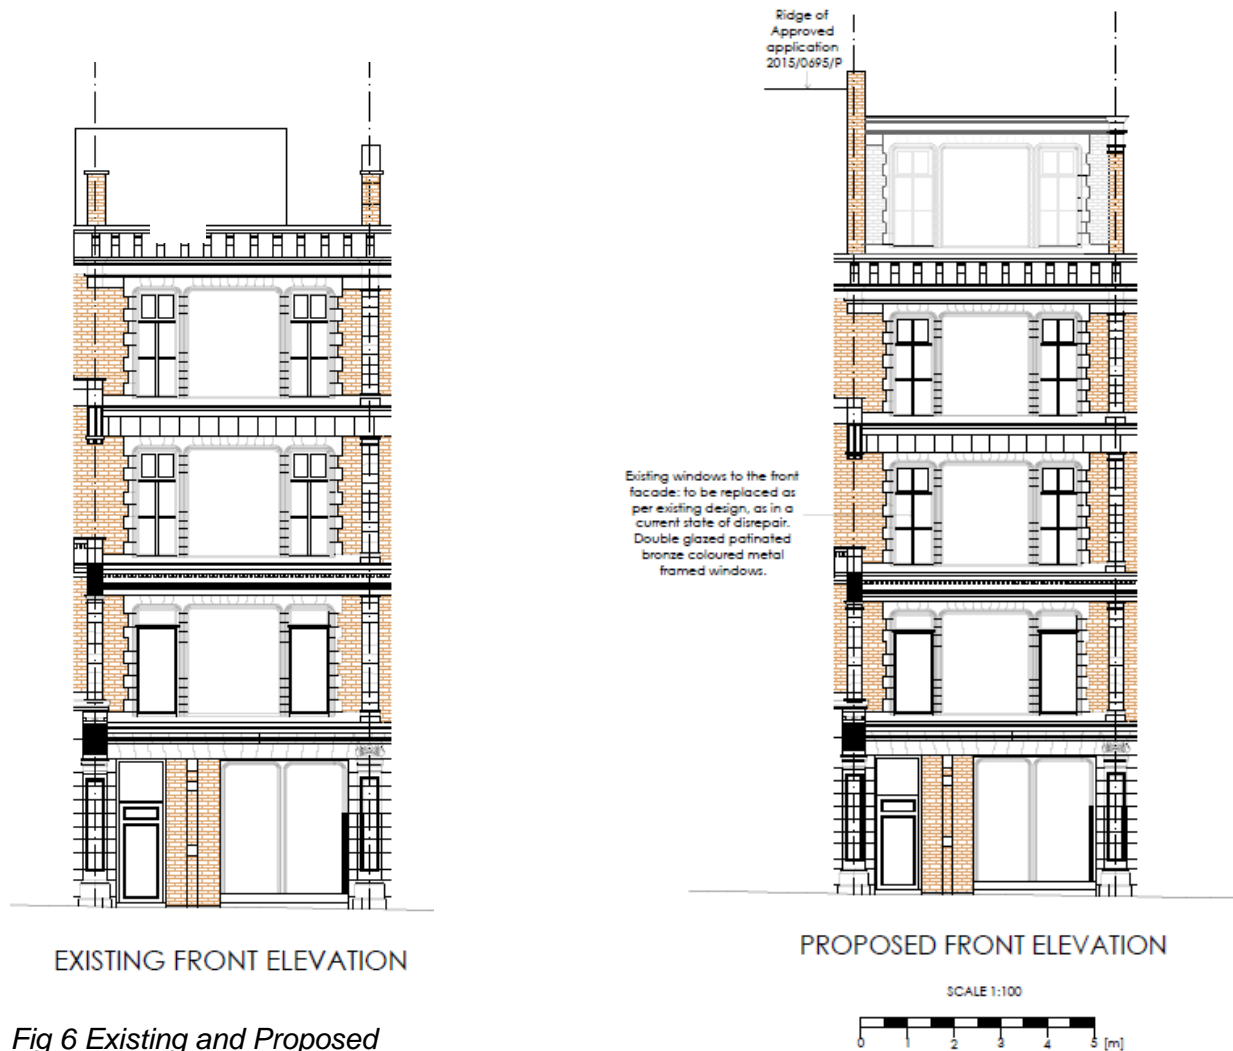 Ridge of
Approved
application
2015/0695/P
Existing windows to the front
facade: to be replaced as
per existing design, as in a
current state of disrepair.
Double glazed patinated
bronze coloured metal
framed windows.
EXISTING FRONT ELEVATION
PROPOSED FRONT ELEVATION
SCALE 1:100
0 1 2 3 4 5 [m]
Fig 6 Existing and Proposed